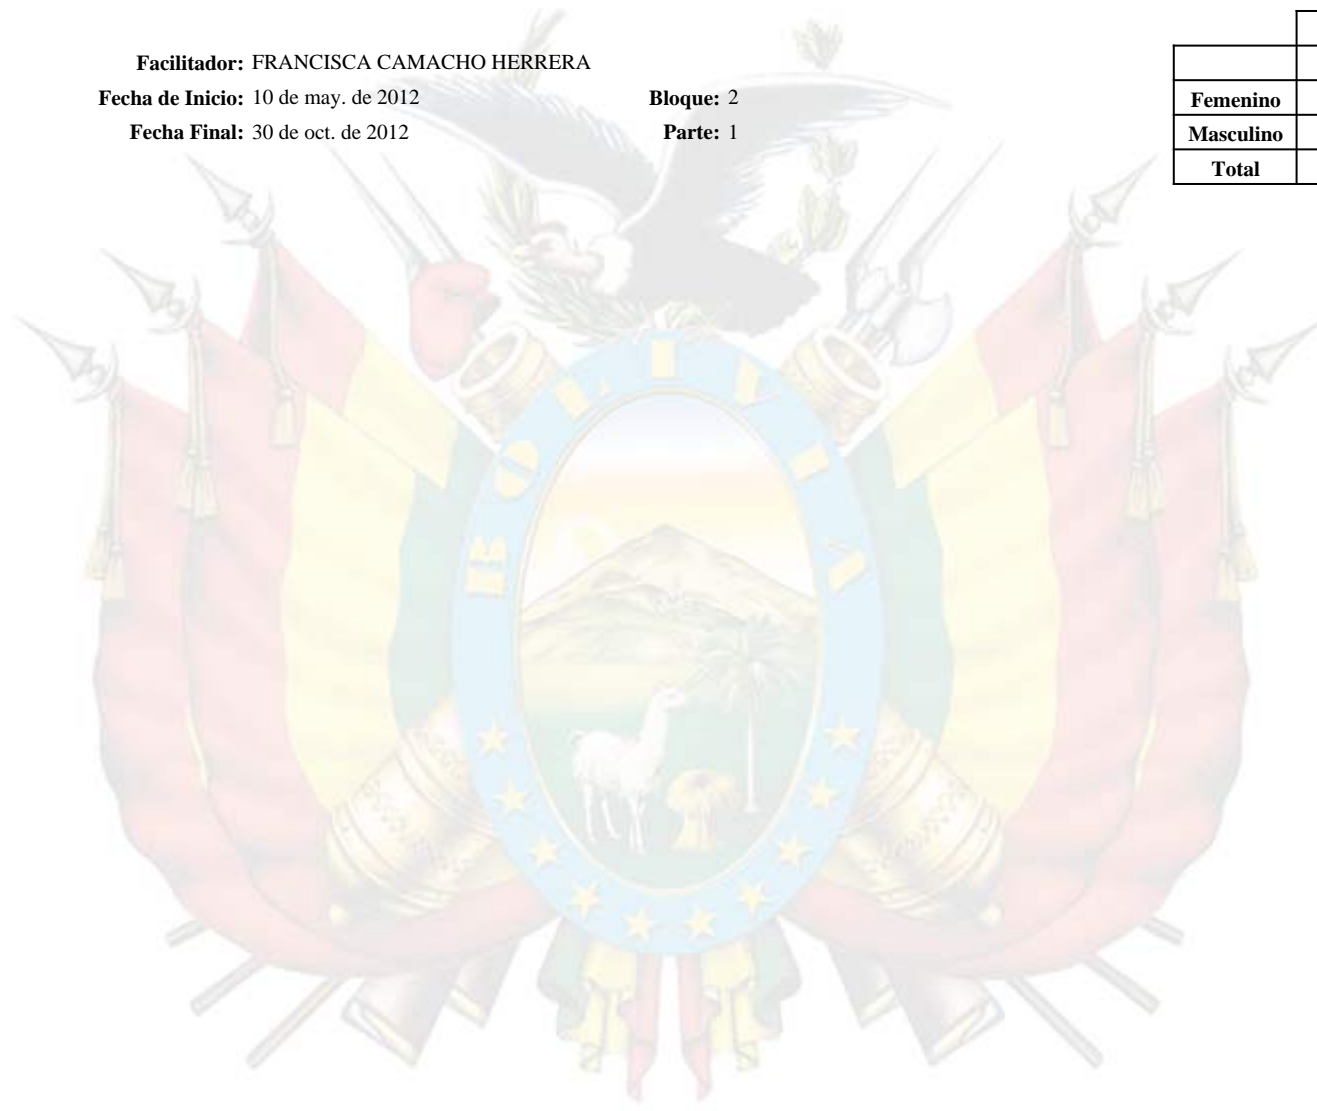 Facilitador: FRANCISCA CAMACHO HERRERA
Fecha de Inicio: 10 de may. de 2012 Bloque: 2
Fecha Final: 30 de oct. de 2012 Parte: 1
Femenino
Masculino
Total
BOLIVIA